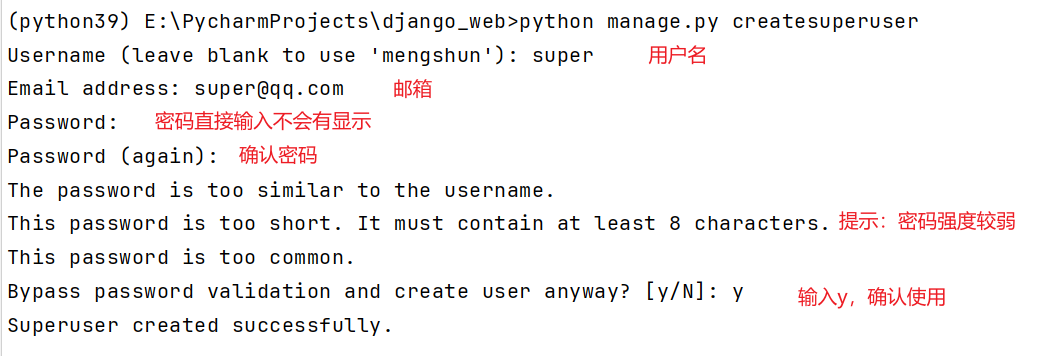 (python39) E:\PycharmProjects\django_web>python manage.py createsuperuser
Username (leave blank to use 'mengshun'): super 用户名
Email address: super@qq.com 邮箱
Password: 密码直接输入不会有显示
Password (again): 确认密码
The password is too similar to the username.
This password is too short. It must contain at least 8 characters. 提示：密码强度较弱
This password is too common.
Bypass password validation and create user anyway? [y/N]: y 输入y，确认使用
Superuser created successfully.